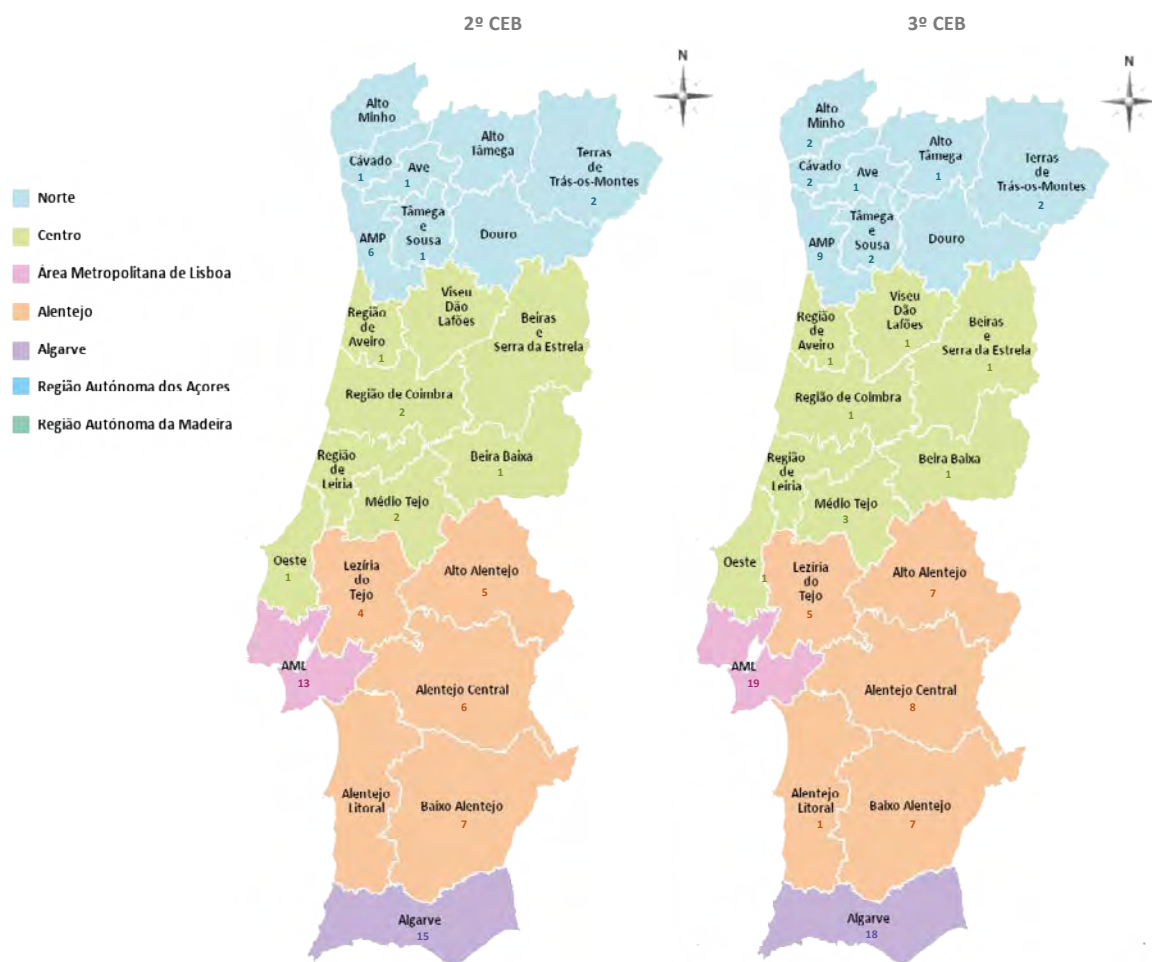 2º CEB
3º CEB
Norte
Centro
Área Metropolitana de Lisboa
Alentejo
Algarve
Região Autónoma dos Açores
Região Autónoma da Madeira
N
Alto
Minho
Cávado
1
Ave
1
Alto
Tâmega
Terras
de
Trás-os-Montes
2
AMP
6
Tâmega
e
Sousa
1
Douro
Região
de
Aveiro
1
Viseu
Dão
Lafões
Beiras
e
Serra da Estrela
Região de Coimbra
2
Região
de
Leiria
Beira Baixa
1
Médio Tejo
2
Oeste
1
Lezíria
do
Tejo
4
Alto Alentejo
5
AML
13
Alentejo Central
6
Alentejo
Litoral
Baixo Alentejo
7
Algarve
15
N
Alto
Minho
2
Cávado
2
Ave
1
Alto
Tâmega
1
Terras
de
Trás-os-Montes
2
AMP
9
Tâmega
e
Sousa
2
Douro
Região
de
Aveiro
1
Viseu
Dão
Lafões
1
Beiras
e
Serra da Estrela
1
Região de Coimbra
1
Região
de
Leiria
Beira Baixa
1
Médio Tejo
3
Oeste
1
Lezíria
do
Tejo
5
Alto Alentejo
7
AML
19
Alentejo Central
8
Alentejo
Litoral
1
Baixo Alentejo
7
Algarve
18